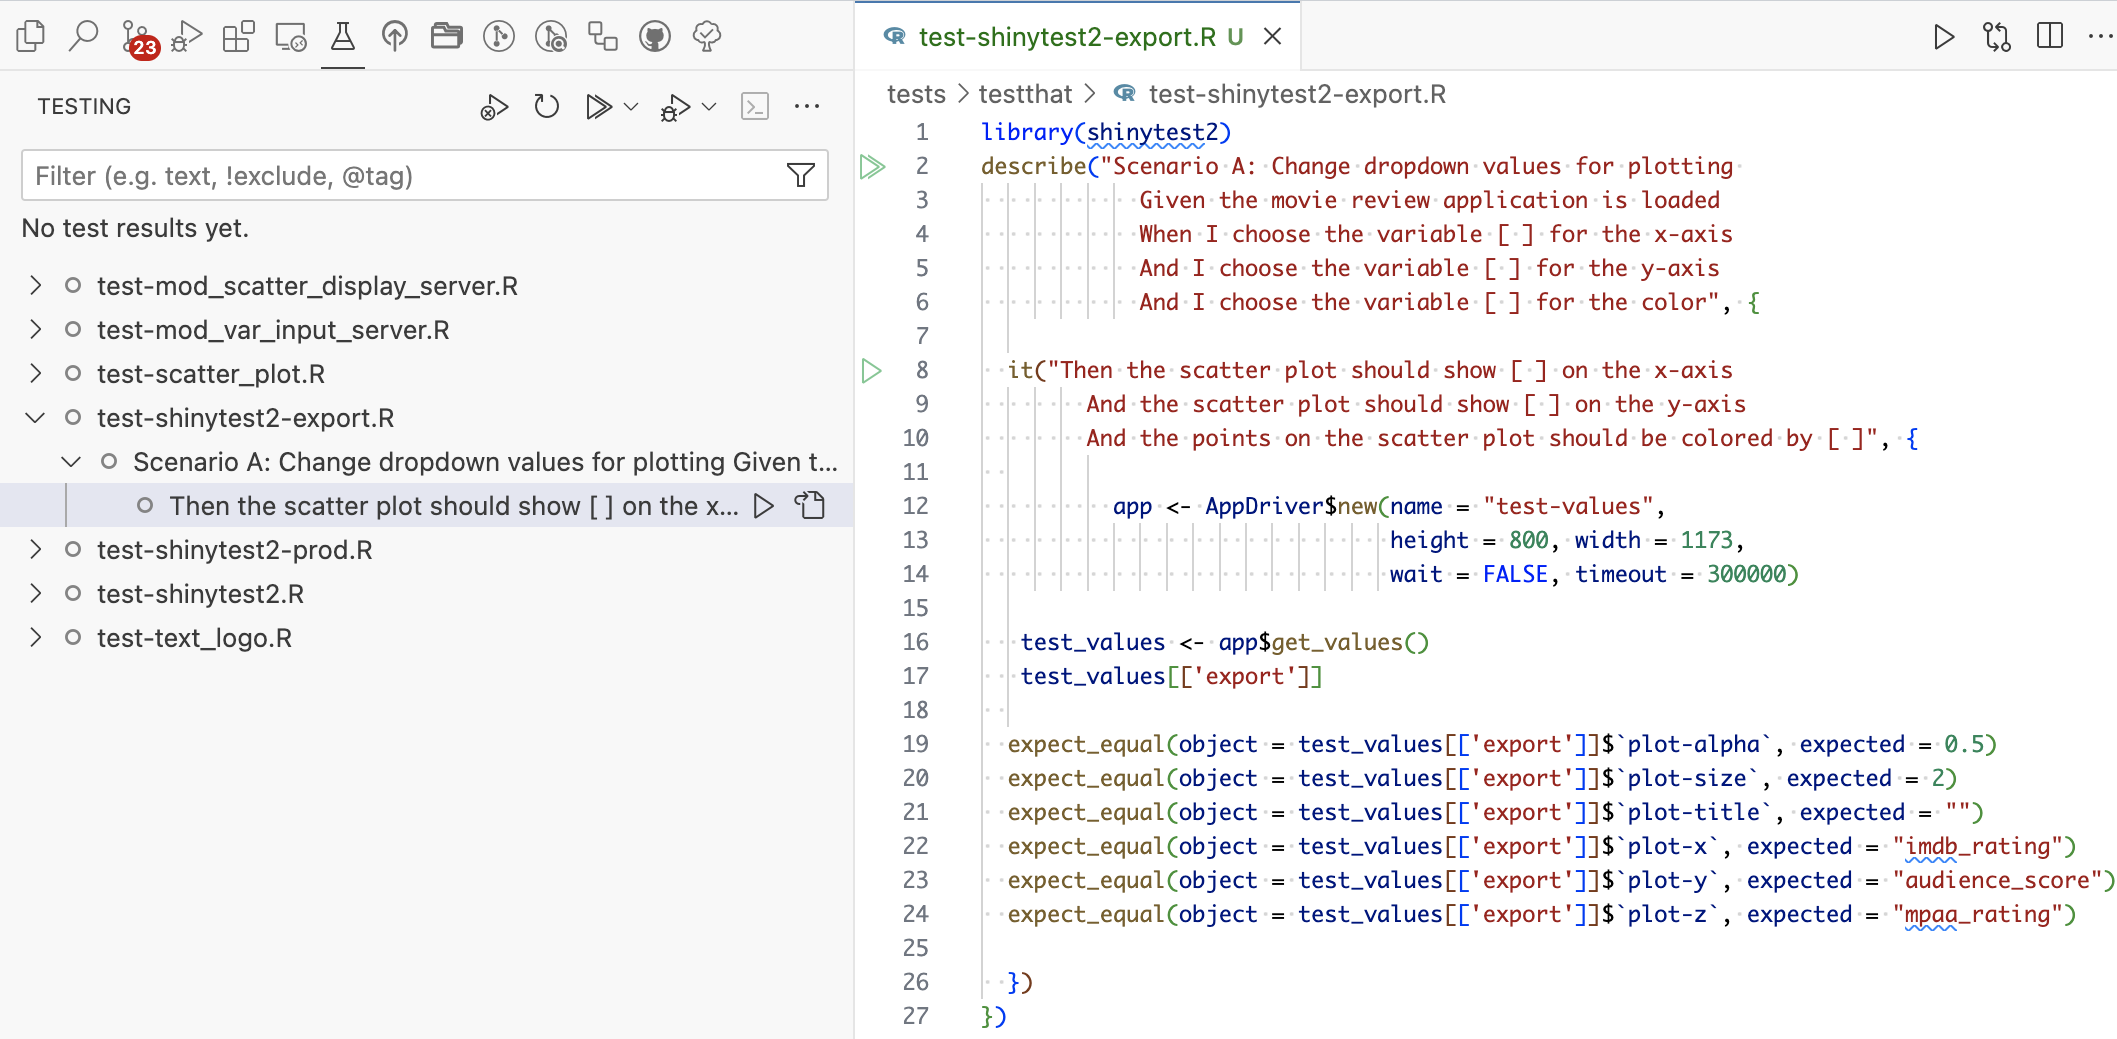 23
TESTING
Filter (e.g. text, !exclude, @tag)
No test results yet.
test-mod_scatter_display_server.R
test-mod_var_input_server.R
test-scatter_plot.R
test-shinytest2-export.R
Scenario A: Change dropdown values for plotting Given t...
Then the scatter plot should show [ ] on the x...
test-shinytest2-prod.R
test-shinytest2.R
test-text_logo.R
test-shinytest2-export.R U
tests > testthat > test-shinytest2-export.R
1 library(shinytest2)
2 describe("Scenario A: Change dropdown values for plotting
3 Given the movie review application is loaded
4 When I choose the variable [ ] for the x-axis
5 And I choose the variable [ ] for the y-axis
6 And I choose the variable [ ] for the color", {
7
8 it("Then the scatter plot should show [ ] on the x-axis
9 And the scatter plot should show [ ] on the y-axis
10 And the points on the scatter plot should be colored by [ ]", {
11
12 app <- AppDriver$new(name = "test-values",
13 height = 800, width = 1173,
14 wait = FALSE, timeout = 300000)
15
16 test_values <- app$get_values()
17 test_values[['export']]
18
19 expect_equal(object = test_values[['export']]$`plot-alpha`, expected = 0.5)
20 expect_equal(object = test_values[['export']]$`plot-size`, expected = 2)
21 expect_equal(object = test_values[['export']]$`plot-title`, expected = "")
22 expect_equal(object = test_values[['export']]$`plot-x`, expected = "imdb_rating")
23 expect_equal(object = test_values[['export']]$`plot-y`, expected = "audience_score")
24 expect_equal(object = test_values[['export']]$`plot-z`, expected = "mpaa_rating")
25
26 })
27 })